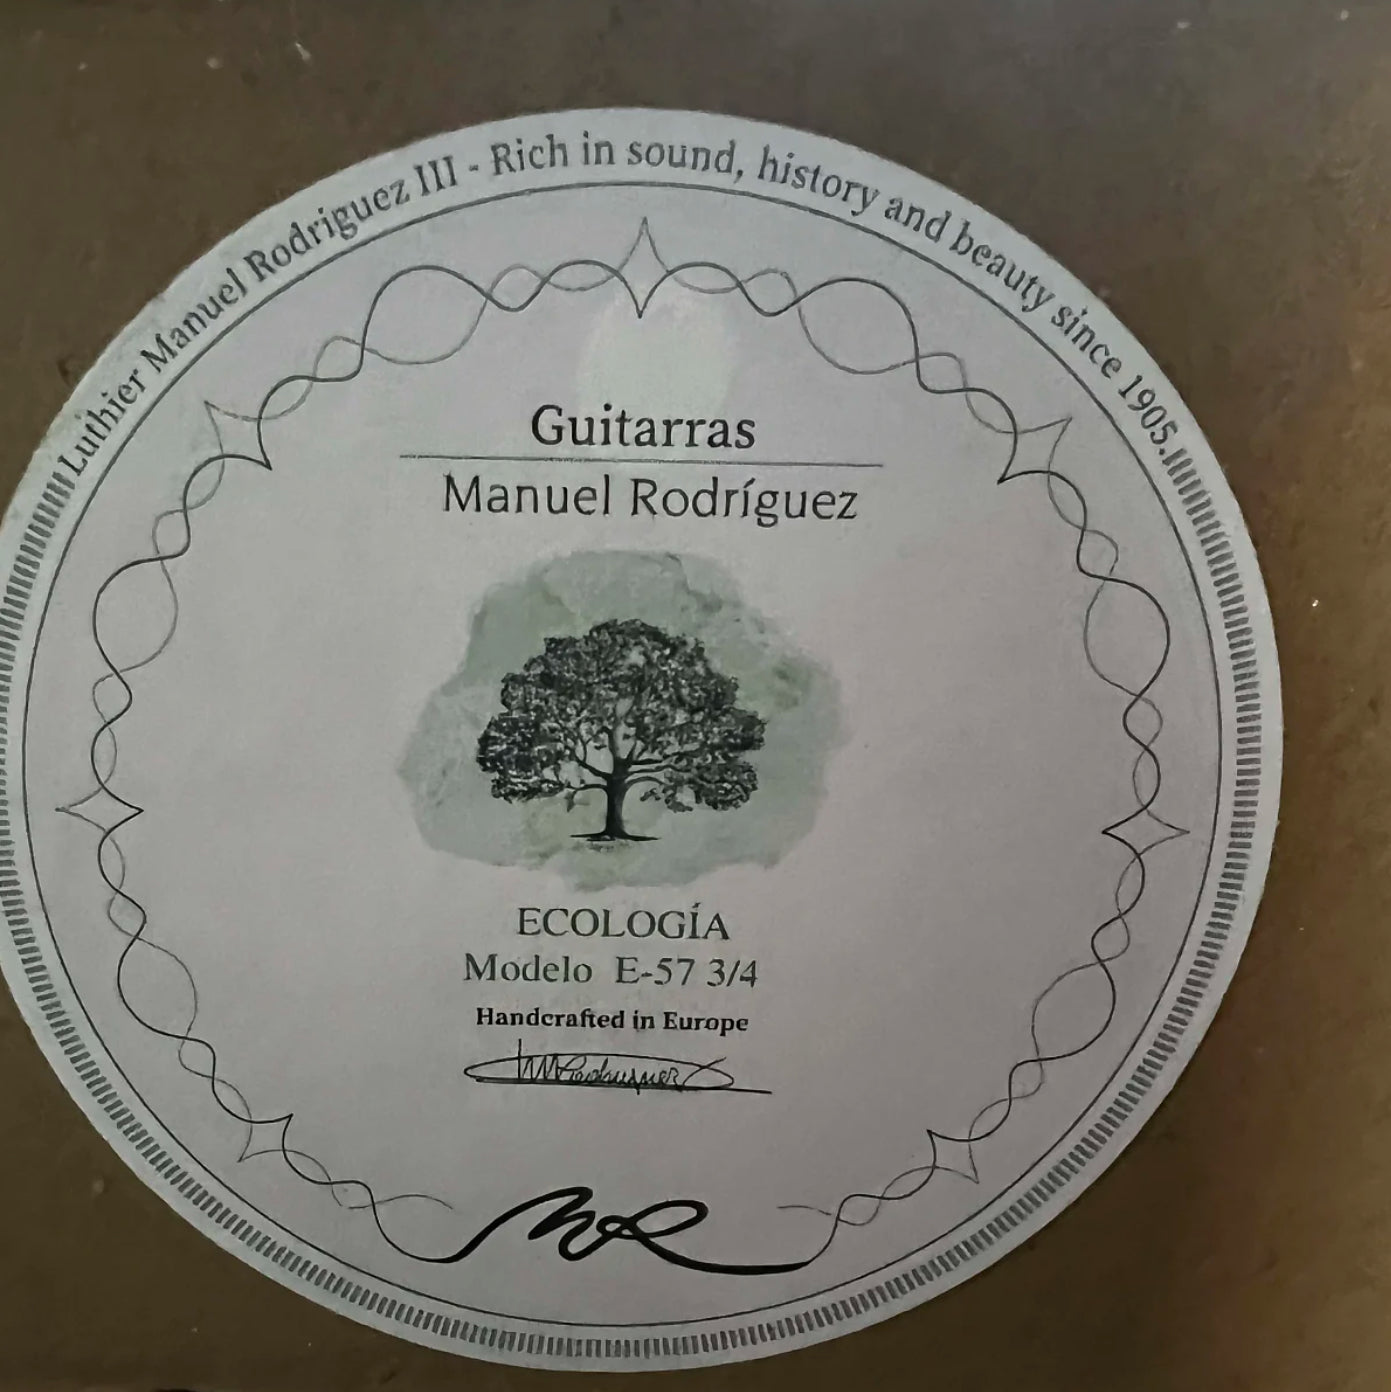 Luthier Manuel Rodriguez III - Rich in sound, history and beauty since 1905.
Guitarras
Manuel Rodríguez
ECOLOGÍA
Modelo E-57 3/4
Handcrafted in Europe
MR